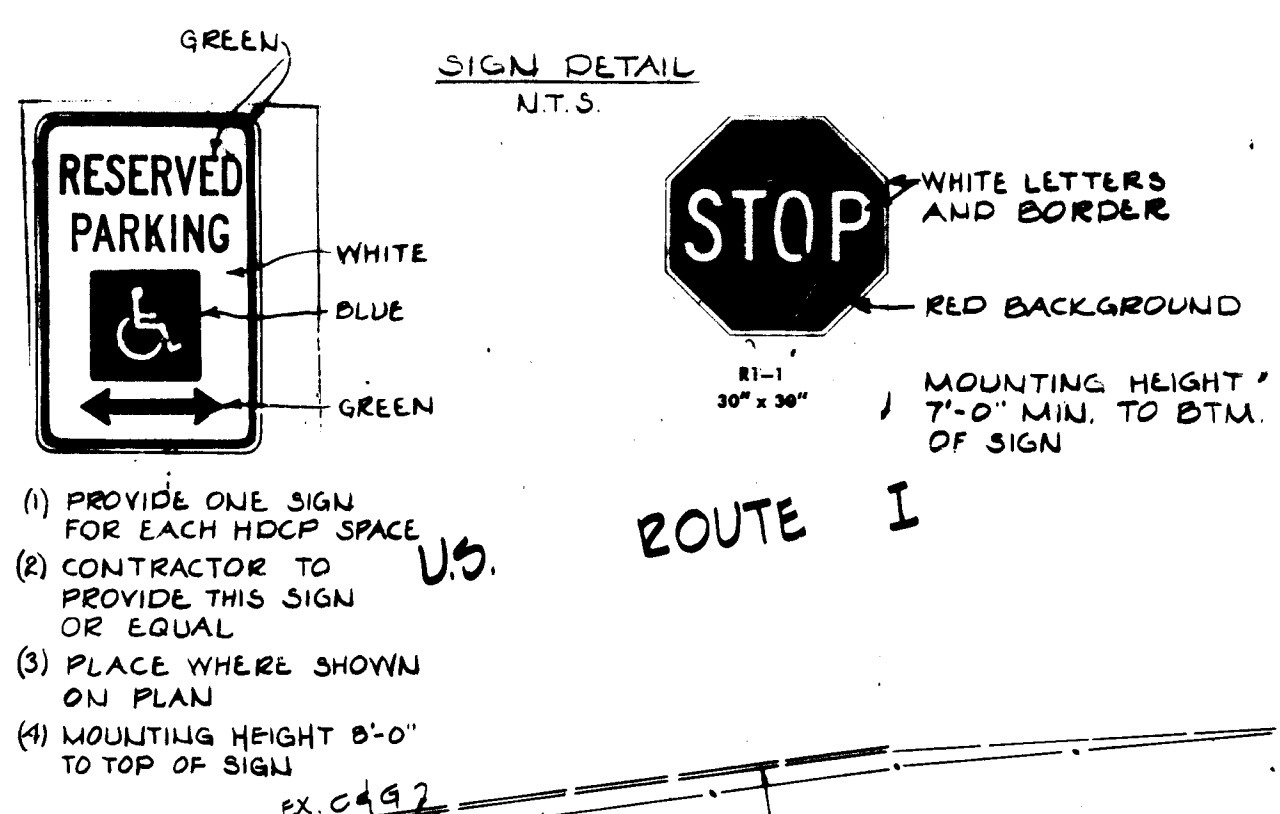 GREEN
SIGN DETAIL
N.T.S.
RESERVED
PARKING
WHITE
BLUE
GREEN
STOP
WHITE LETTERS
AND BORDER
RED BACKGROUND
R1-1
30" x 30"
MOUNTING HEIGHT
7'-0" MIN. TO BTM.
OF SIGN
(1) PROVIDE ONE SIGN
FOR EACH HDCP SPACE
(2) CONTRACTOR TO
PROVIDE THIS SIGN
OR EQUAL
(3) PLACE WHERE SHOWN
ON PLAN
(4) MOUNTING HEIGHT 8'-0"
TO TOP OF SIGN
U.S. ROUTE 1
EX. C&G